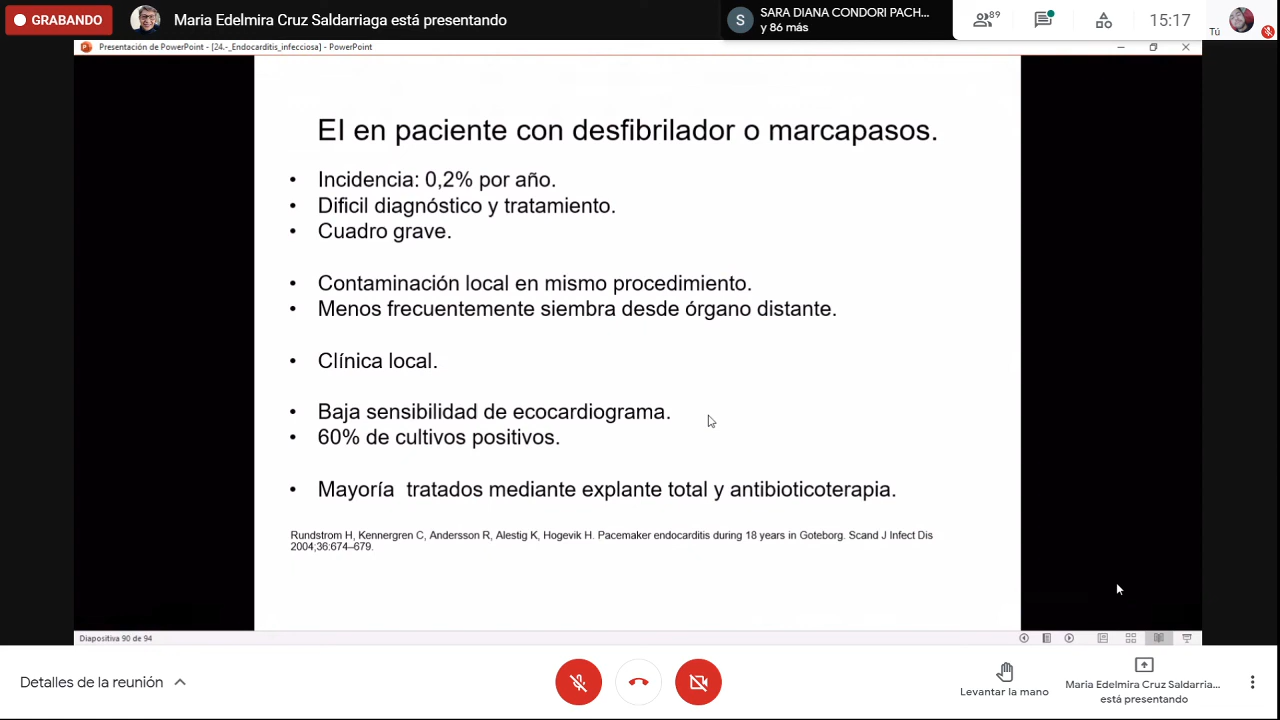 GRABANDO
Maria Edelmira Cruz Saldarriaga está presentando
S
SARA DIANA CONDORI PACH...
y 86 más
89
15:17
Tú
Presentación de PowerPoint - [24.-_Endocarditis_infecciosa] - PowerPoint
EI en paciente con desfibrilador o marcapasos.
• Incidencia: 0,2% por año.
• Dificil diagnóstico y tratamiento.
• Cuadro grave.
• Contaminación local en mismo procedimiento.
• Menos frecuentemente siembra desde órgano distante.
• Clínica local.
• Baja sensibilidad de ecocardiograma.
• 60% de cultivos positivos.
• Mayoría  tratados mediante explante total y antibioticoterapia.
Rundstrom H, Kennergren C, Andersson R, Alestig K, Hogevik H. Pacemaker endocarditis during 18 years in Goteborg. Scand J Infect Dis
2004;36:674–679.
Diapositiva 90 de 94
Detalles de la reunión
Levantar la mano
Maria Edelmira Cruz Saldarria...
está presentando